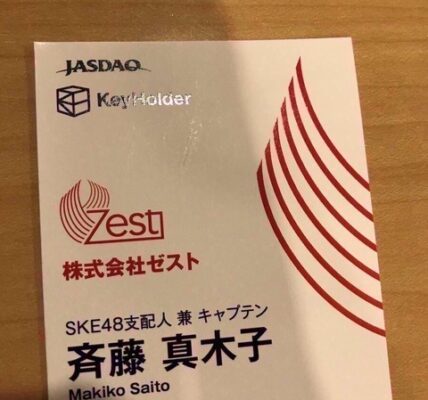 JASDAQ
KeyHolder
Zest
株式会社ゼスト
SKE48支配人 兼 キャプテン
斉藤 真木子
Makiko Saito